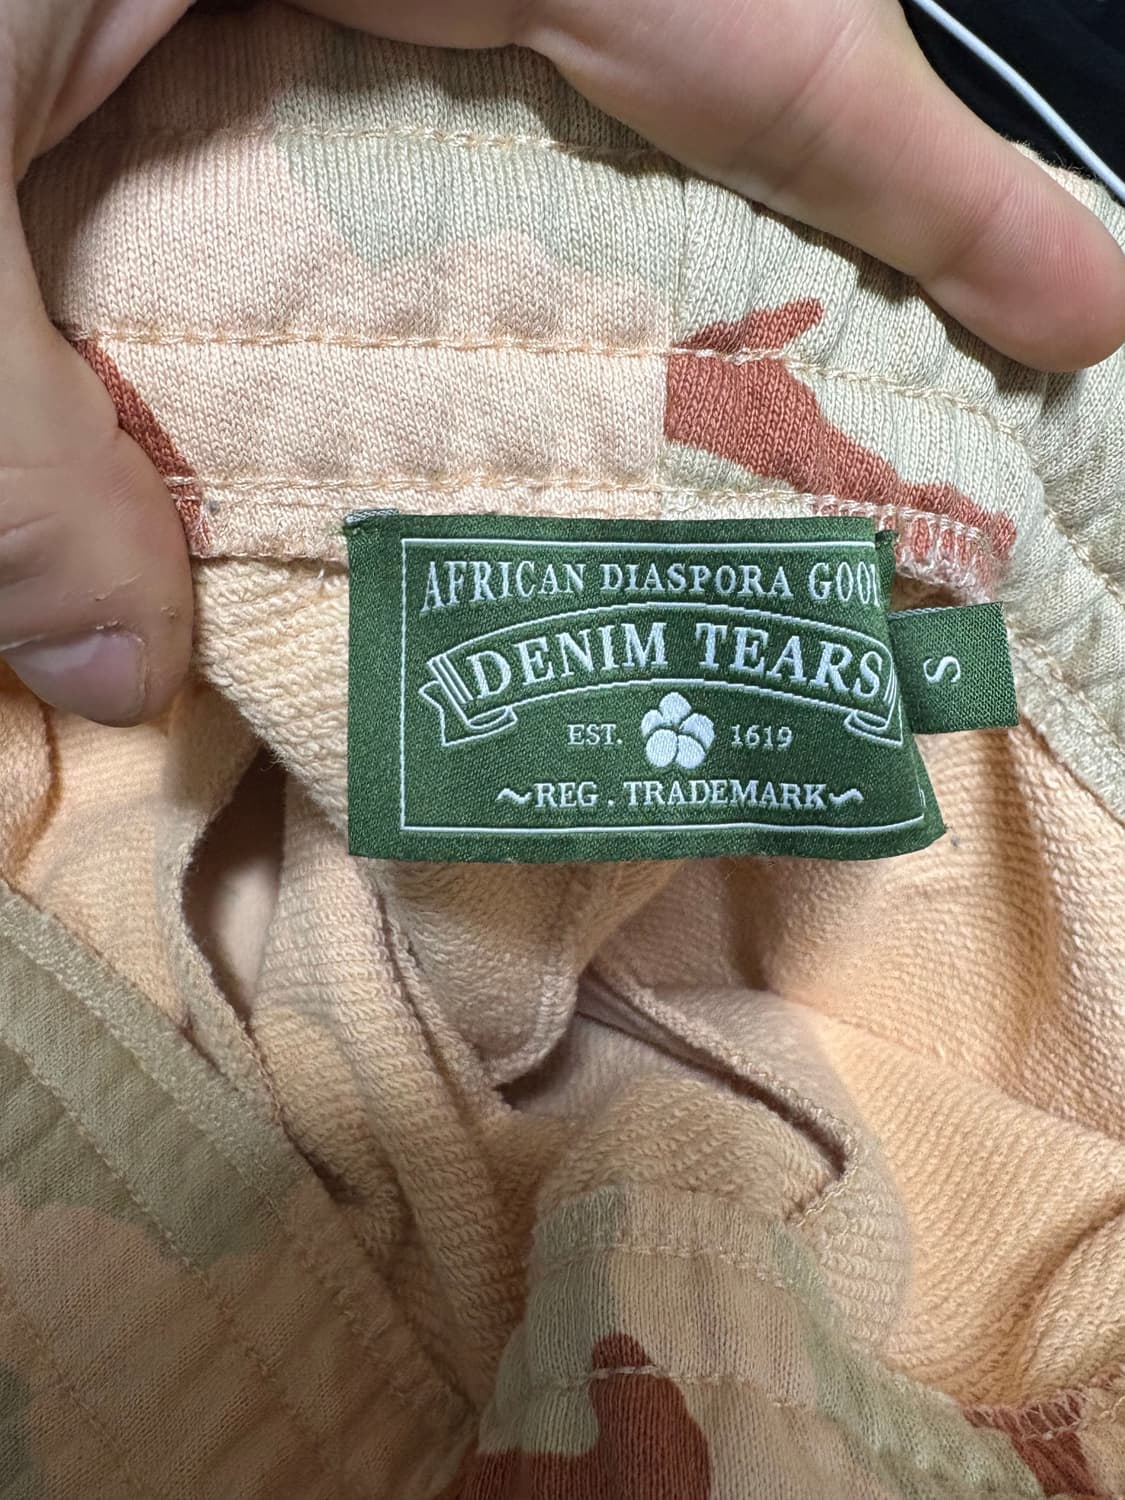 AFRICAN DIASPORA GOO
DENIM TEARS
S
EST. 1619
~REG. TRADEMARK~